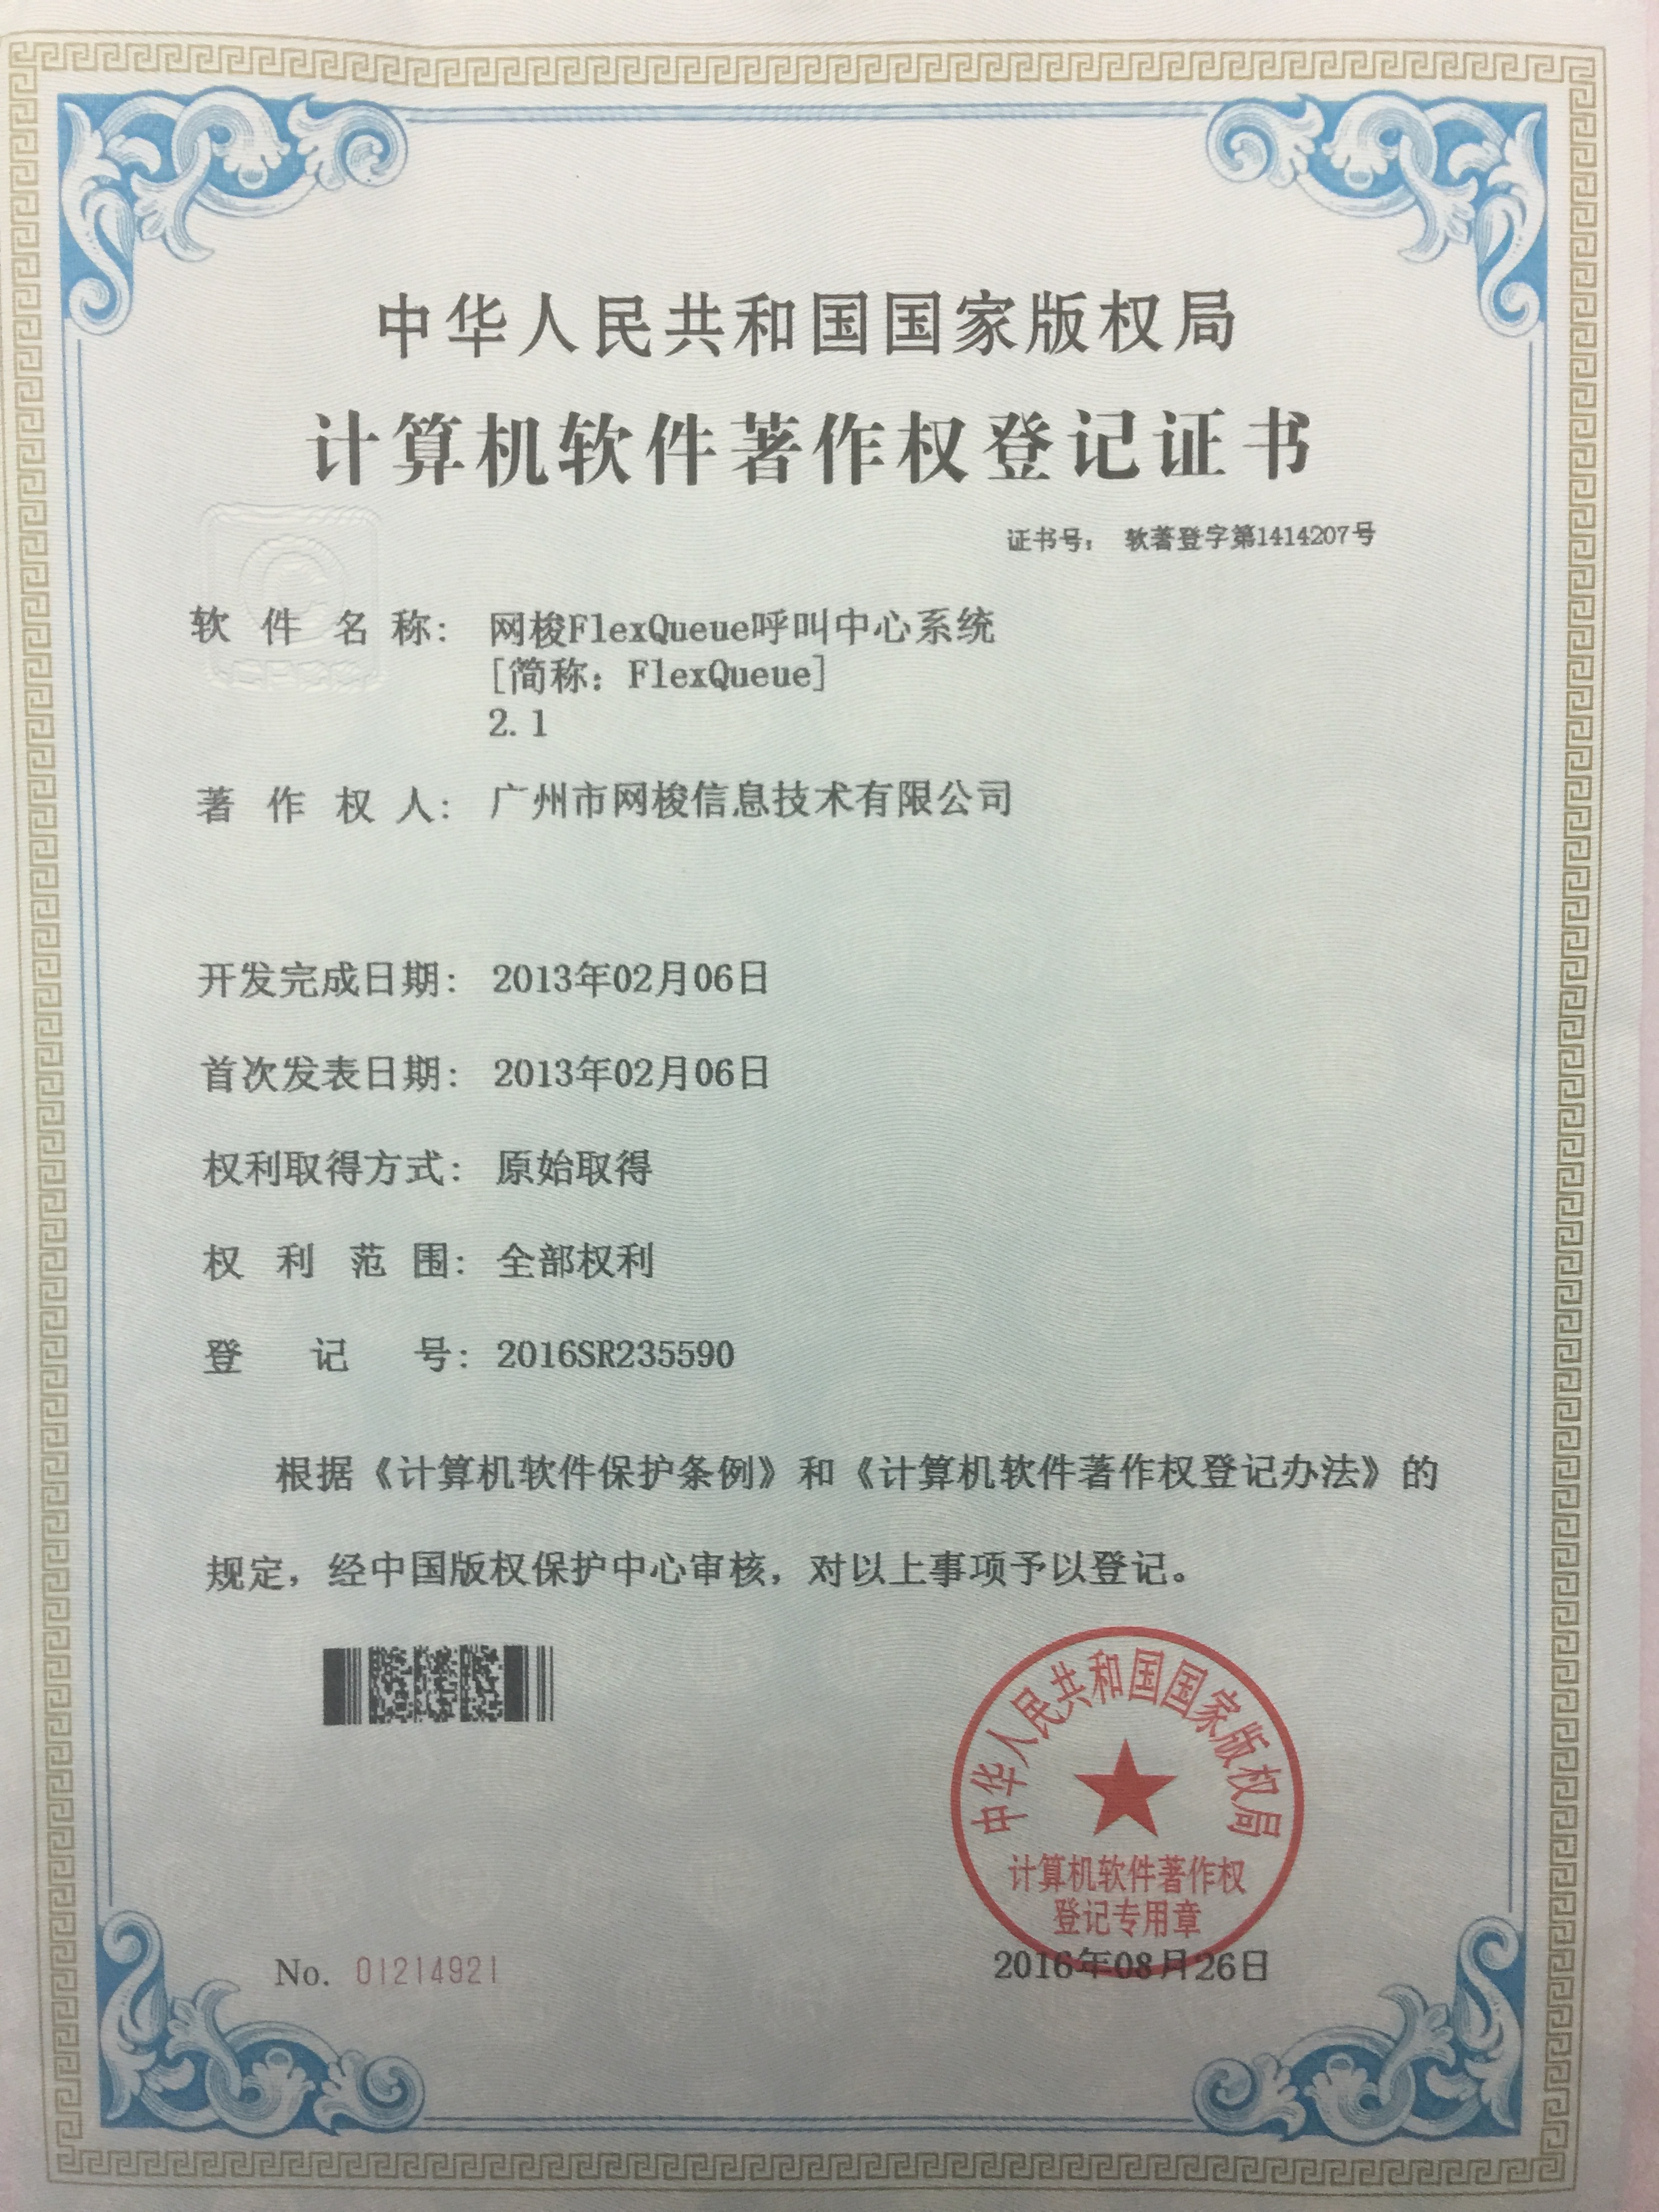 中华人民共和国国家版权局
计算机软件著作权登记证书
证书号： 软著登字第1414207号
软件名称： 网梭FlexQueue呼叫中心系统
[简称：FlexQueue]
2.1
著作权人： 广州市网梭信息技术有限公司
开发完成日期： 2013年02月06日
首次发表日期： 2013年02月06日
权利取得方式： 原始取得
权利范围： 全部权利
登记号： 2016SR235590
根据《计算机软件保护条例》和《计算机软件著作权登记办法》的
规定，经中国版权保护中心审核，对以上事项予以登记。
中华人民共和国国家版权局
计算机软件著作权
登记专用章
No. 01214921
2016年08月26日